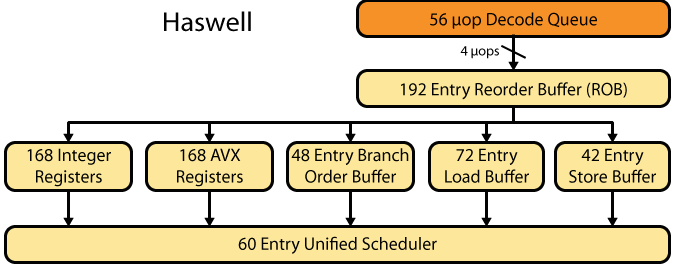 Haswell
56 µop Decode Queue
4 µops
192 Entry Reorder Buffer (ROB)
168 Integer
Registers
168 AVX
Registers
48 Entry Branch
Order Buffer
72 Entry
Load Buffer
42 Entry
Store Buffer
60 Entry Unified Scheduler